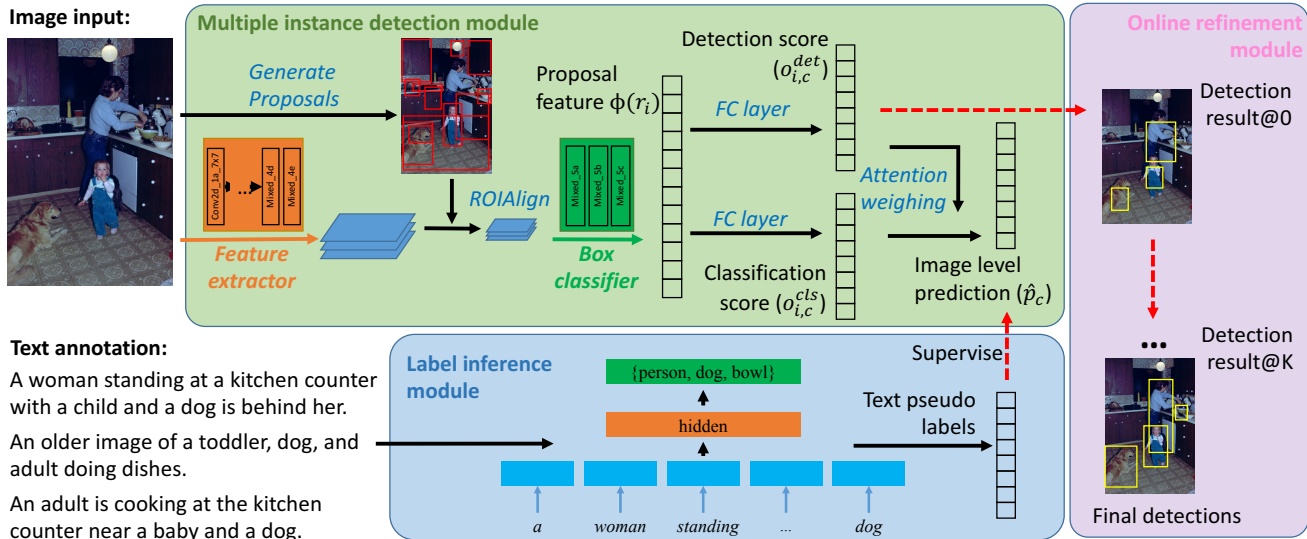 Image input:
Multiple instance detection module
Online refinement
module
Generate
Proposals
Proposal
feature ϕ(r_i)
Detection score
(o_{i,c}^{det})
FC layer
Detection
result@0
Conv2d_1a_7x7
...
Mixed_4d
Mixed_4e
ROIAlign
Mixed_5a
Mixed_5b
Mixed_5c
Attention
weighing
FC layer
Feature
extractor
Box
classifier
Classification
score (o_{i,c}^{cls})
Image level
prediction (p̂_c)
Text annotation:
A woman standing at a kitchen counter
with a child and a dog is behind her.
An older image of a toddler, dog, and
adult doing dishes.
An adult is cooking at the kitchen
counter near a baby and a dog.
Label inference
module
{person, dog, bowl}
hidden
a
woman
standing
...
dog
Text pseudo
labels
Supervise
...
Detection
result@K
Final detections